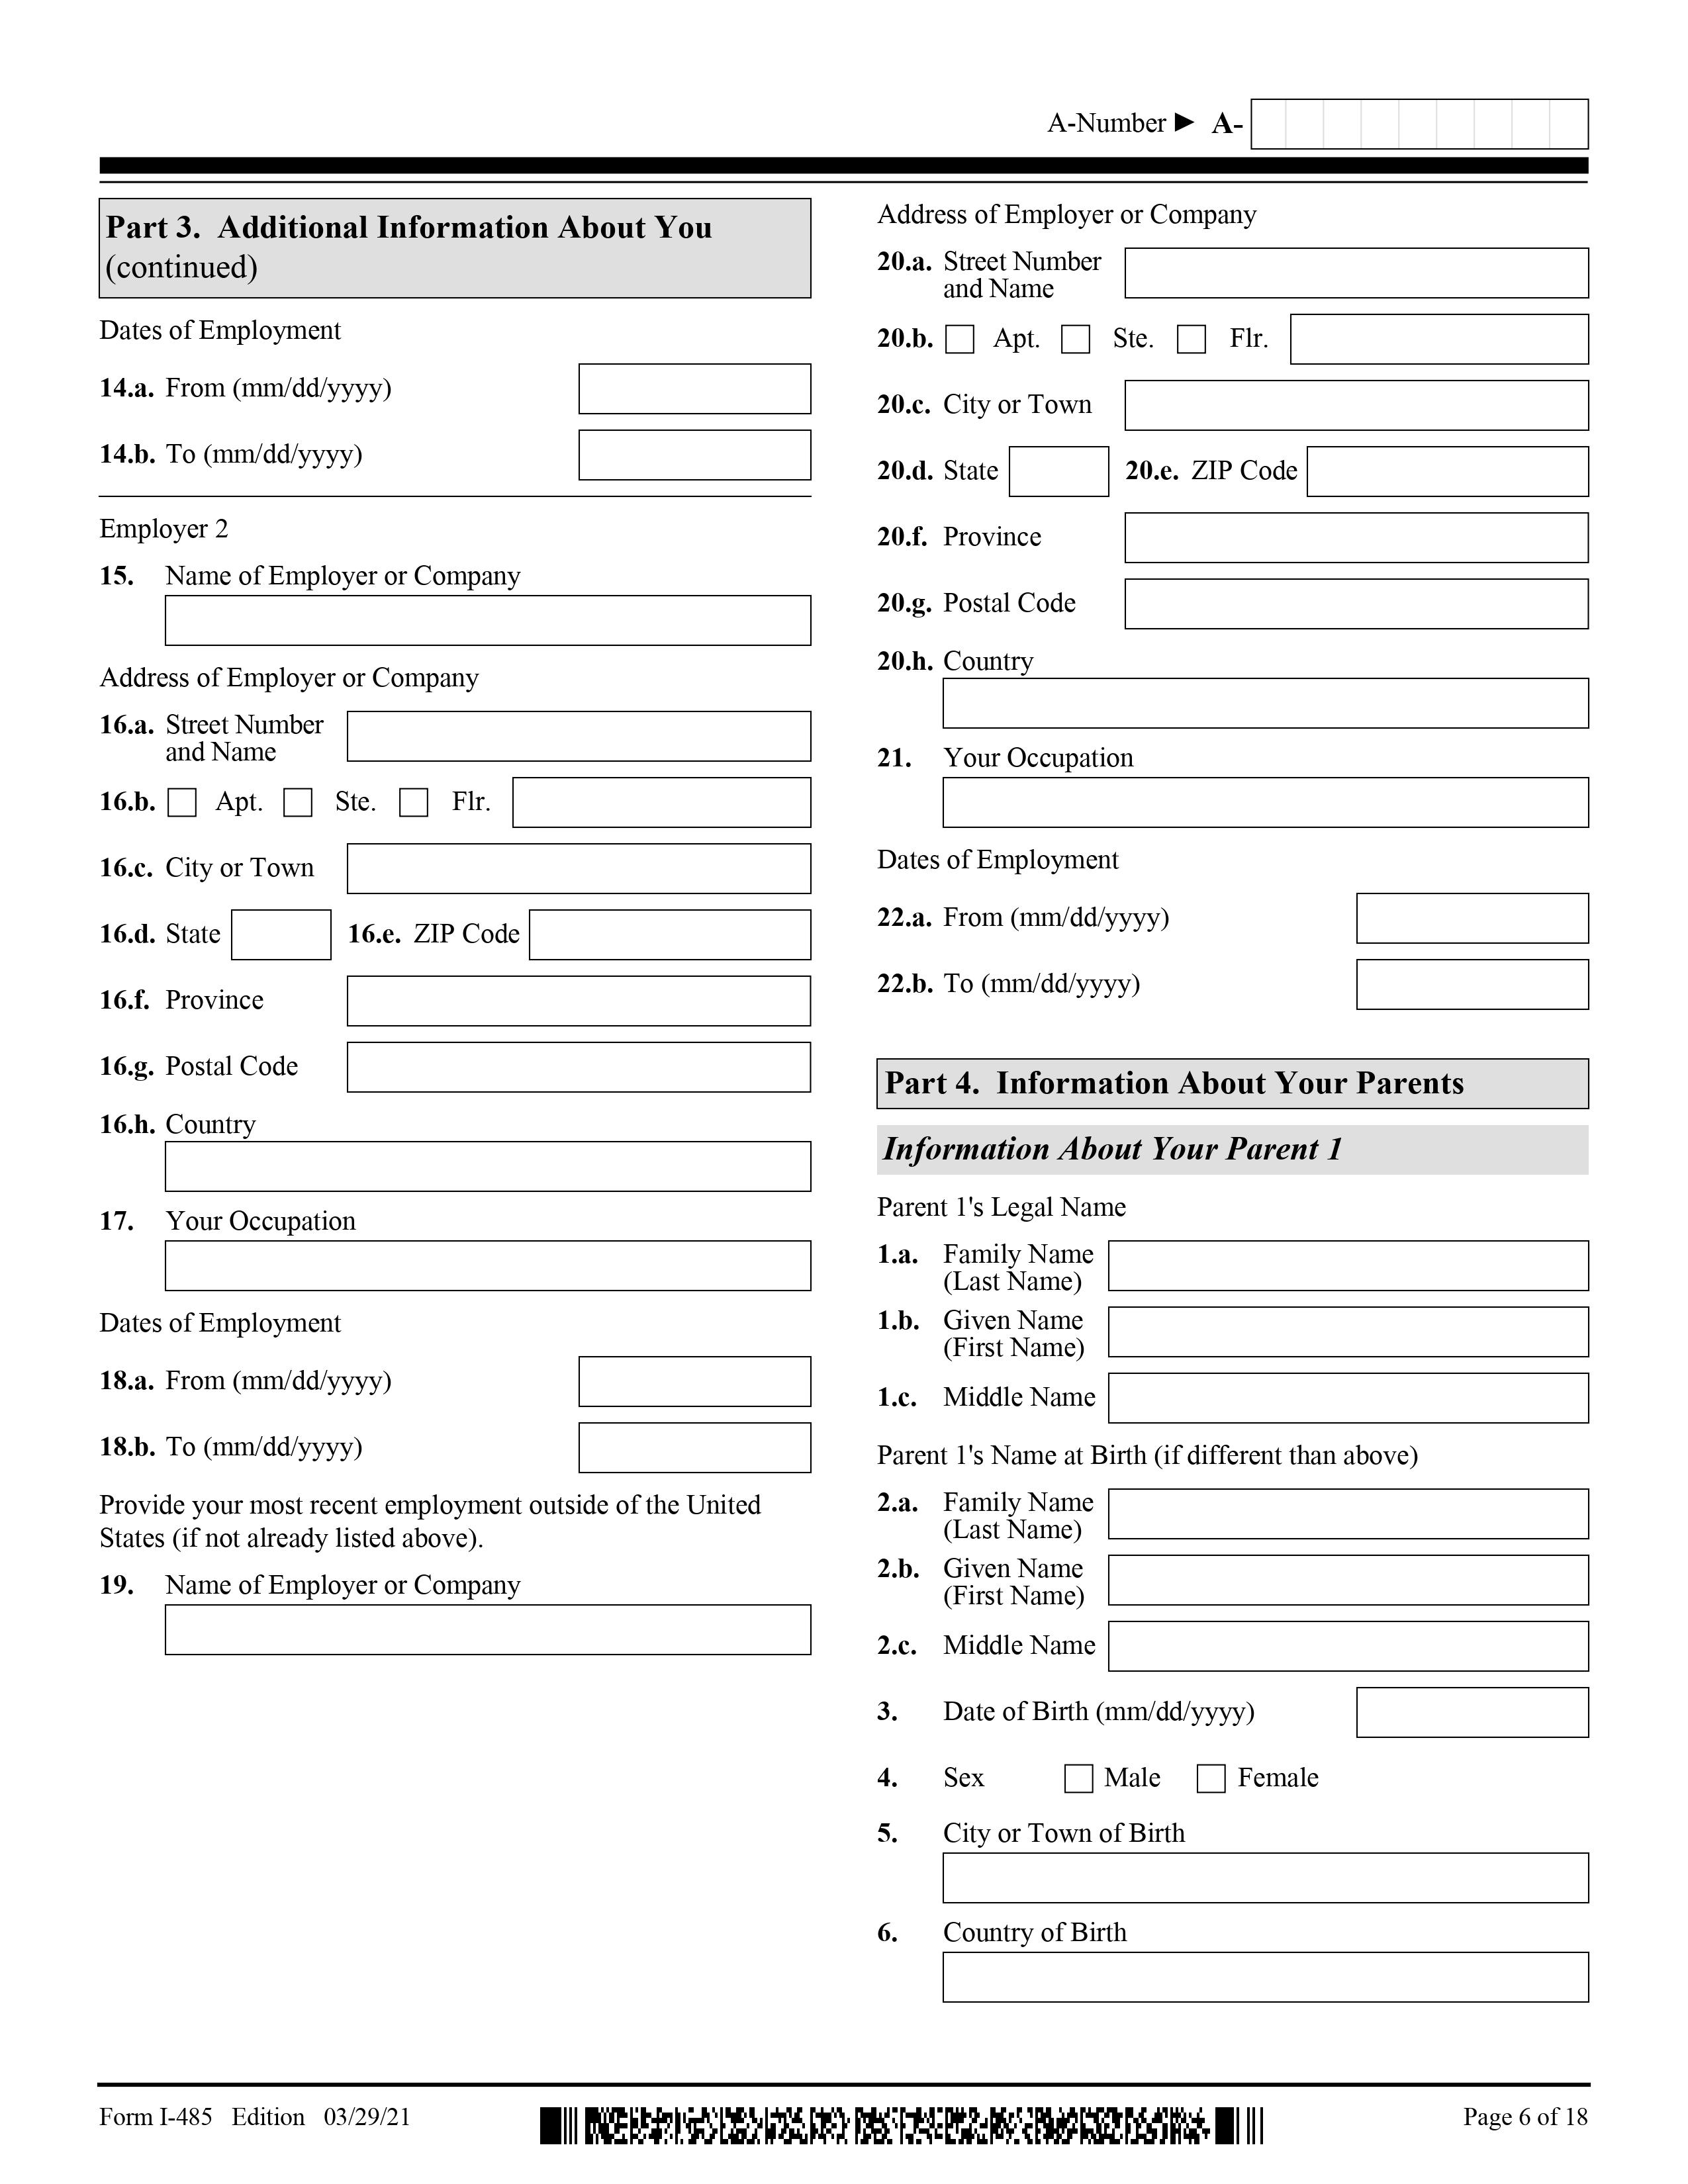 A-Number ► A-
Part 3. Additional Information About You
(continued)
Dates of Employment
14.a. From (mm/dd/yyyy)
14.b. To (mm/dd/yyyy)
Employer 2
15. Name of Employer or Company
Address of Employer or Company
16.a. Street Number
and Name
16.b. Apt. Ste. Flr.
16.c. City or Town
16.d. State 16.e. ZIP Code
16.f. Province
16.g. Postal Code
16.h. Country
17. Your Occupation
Dates of Employment
18.a. From (mm/dd/yyyy)
18.b. To (mm/dd/yyyy)
Provide your most recent employment outside of the United
States (if not already listed above).
19. Name of Employer or Company
Address of Employer or Company
20.a. Street Number
and Name
20.b. Apt. Ste. Flr.
20.c. City or Town
20.d. State 20.e. ZIP Code
20.f. Province
20.g. Postal Code
20.h. Country
21. Your Occupation
Dates of Employment
22.a. From (mm/dd/yyyy)
22.b. To (mm/dd/yyyy)
Part 4. Information About Your Parents
Information About Your Parent 1
Parent 1's Legal Name
1.a. Family Name
(Last Name)
1.b. Given Name
(First Name)
1.c. Middle Name
Parent 1's Name at Birth (if different than above)
2.a. Family Name
(Last Name)
2.b. Given Name
(First Name)
2.c. Middle Name
3. Date of Birth (mm/dd/yyyy)
4. Sex Male Female
5. City or Town of Birth
6. Country of Birth
Form I-485 Edition 03/29/21
Page 6 of 18